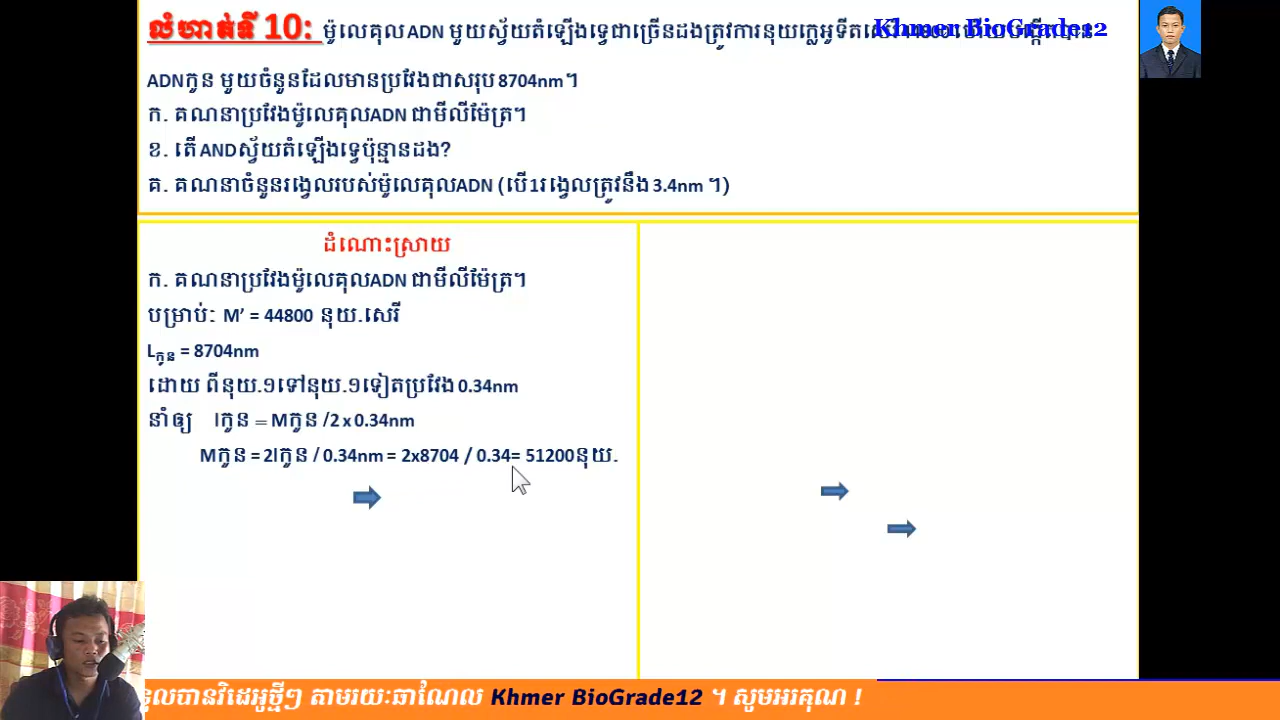 លំហាត់ទី 10: ម៉ូលេគុលADN មួយស្វ័យតំឡើងទ្វេជាច្រើនដងត្រូវការនុយក្លេអូទីតសេរី
Khmer BioGrade12
ADNកូន មួយចំនួនដែលមានប្រវែងជាសរុប 8704nm។
ក. គណនាប្រវែងម៉ូលេគុលADN ជាមីលីម៉ែត្រ។
ខ. តើANDស្វ័យតំឡើងទ្វេប៉ុន្មានដង?
គ. គណនាចំនួនរង្វេលរបស់ម៉ូលេគុលADN (បើ1រង្វេលត្រូវនឹង 3.4nm ។)
ដំណោះស្រាយ
ក. គណនាប្រវែងម៉ូលេគុលADN ជាមីលីម៉ែត្រ។
បម្រាប់: M’ = 44800 នុយ.សេរី
Lកូន = 8704nm
ដោយ ពីនុយ.១ទៅនុយ.១ទៀតប្រវែង 0.34nm
នាំឲ្យ lកូន = Mកូន /2 x 0.34nm
Mកូន = 2lកូន / 0.34nm = 2x8704 / 0.34= 51200នុយ.
ទួលបានវិដេអូថ្មីៗ តាមរយៈឆាណែល Khmer BioGrade12 ។ សូមអរគុណ !